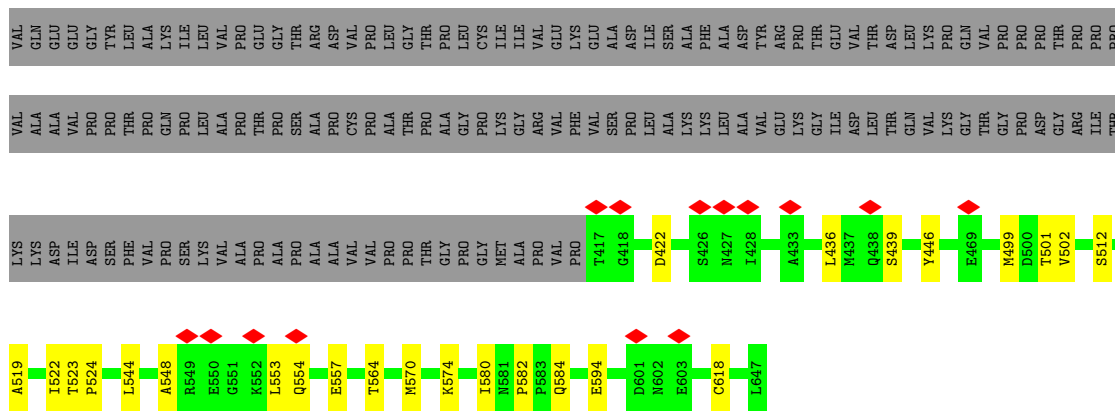 VAL GLN GLU GLU GLY TYR LEU ALA LYS ILE LEU VAL PRO GLU GLY THR ARG ASP VAL PRO LEU GLY THR PRO LEU CYS ILE ILE VAL GLU LYS GLU ALA ASP ILE SER ALA PHE ALA ASP TYR ARG PRO THR GLU VAL THR ASP LEU LYS PRO GLN VAL PRO PRO PRO THR PRO PRO PRO
VAL ALA ALA VAL PRO PRO THR PRO GLN PRO LEU ALA PRO THR PRO SER ALA PRO CYS PRO ALA THR PRO ALA GLY PRO LYS GLY ARG VAL PHE VAL SER PRO LEU ALA LYS LYS LEU ALA VAL GLU LYS GLY ILE ASP LEU THR GLN VAL LYS GLY THR GLY PRO ASP GLY ARG ILE THR
LYS LYS ASP ILE ASP SER PHE VAL PRO SER LYS VAL ALA PRO ALA PRO ALA ALA VAL VAL PRO PRO THR GLY PRO GLY MET ALA PRO VAL PRO T417 G418 D422 S426 N427 I428 A433 L436 M437 Q438 S439 Y446 E469 M499 D500 T501 V502 S512
A519 I522 T523 P524 L544 A548 R549 E550 G551 K552 L553 Q554 E557 T564 M570 K574 I580 N581 P582 P583 Q584 E594 D601 N602 E603 C618 L647